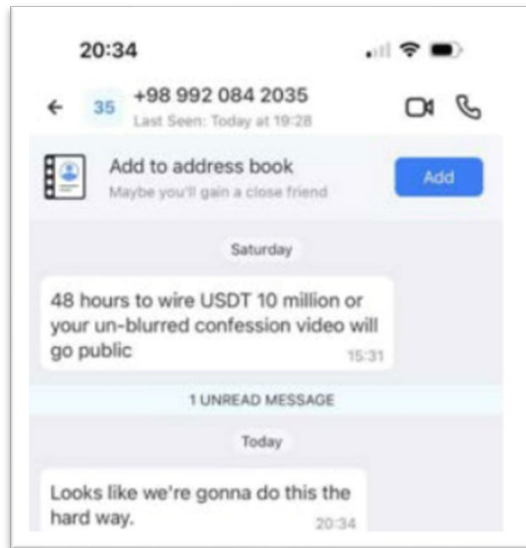 20:34
35
+98 992 084 2035
Last Seen: Today at 19:28
Add to address book
Maybe you'll gain a close friend
Add
Saturday
48 hours to wire USDT 10 million or
your un-blurred confession video will
go public
15:31
1 UNREAD MESSAGE
Today
Looks like we're gonna do this the
hard way.
20:34